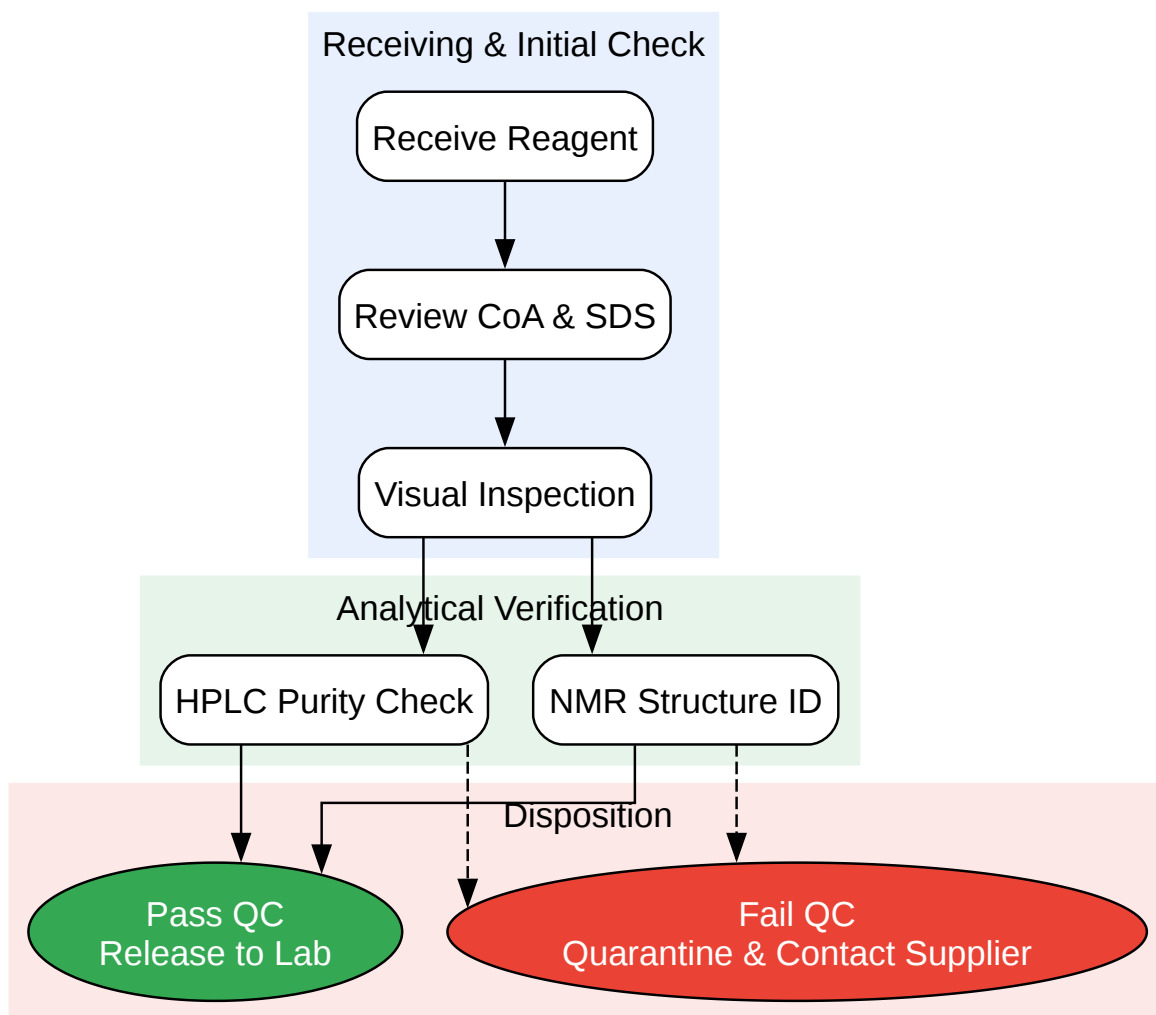 Receiving & Initial Check
Receive Reagent
Review CoA & SDS
Visual Inspection
Analytical Verification
HPLC Purity Check
NMR Structure ID
Disposition
Pass QC
Release to Lab
Fail QC
Quarantine & Contact Supplier